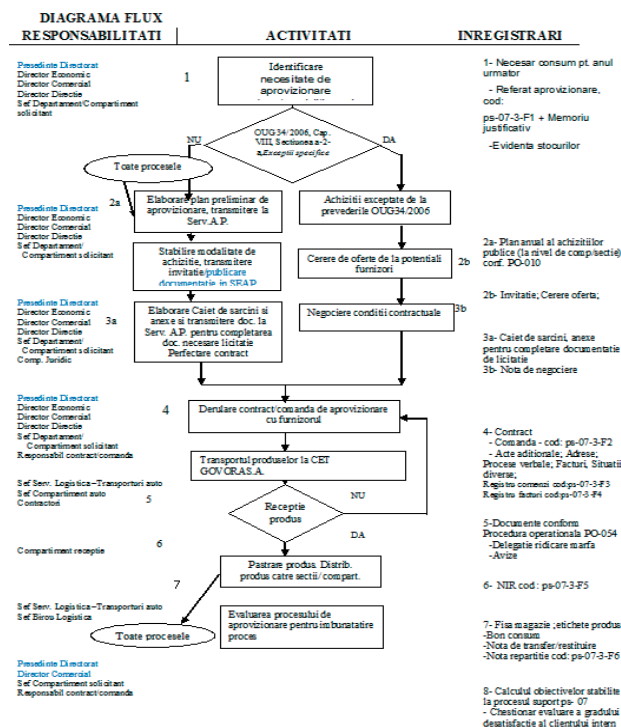 DIAGRAMA FLUX
RESPONSABILITATI
ACTIVITATI
INREGISTRARI
Presedinte Directorat
Director Economic
Director Comercial
Director Directie
Sef Departament/Compartiment
solicitant
1
Identificare
necesitate de
aprovizionare
1- Necesar consum pt. anul
urmator
- Referat aprovizionare,
cod:
ps-07-3-F1 + Memoriu
justificativ
-Evidenta stocurilor
NU
OUG34/2006, Cap.
VIII, Sectiunea a-2-
a,Exceptii specifice
DA
Toate procesele
Presedinte Directorat
Director Economic
Director Comercial
Director Directie
Sef Departament/
Compartiment solicitant
2a
Elaborare plan preliminar de
aprovizionare, transmitere la
Serv.A.P.
Achizitii exceptate de la
prevederile OUG34/2006
Stabilire modalitate de
achizitie, transmitere
invitatie/publicare
documentatie in SEAP
Cerere de oferte de la potentiali
furnizori
2b
2a- Plan anual al achizitiilor
publice (la nivel de comp/sectie)
conf. PO-010
2b- Invitatie; Cerere oferta;
Presedinte Directorat
Director Economic
Director Comercial
Director Directie
Sef Departament/
Compartiment solicitant
Comp. Juridic
3a
Elaborare Caiet de sarcini si
anexe si transmitere doc. la
Serv. A.P. pentru completarea
doc. necesare licitatie
Perfectare contract
Negociere conditii contractuale
3b
3a- Caiet de sarcini, anexe
pentru completare documentatie
de licitatie
3b- Nota de negociere
Presedinte Directorat
Director Economic
Director Comercial
Director Directie
Sef Departament/
Compartiment solicitant
Responsabil contract/comanda
4
Derulare contract/comanda de aprovizionare
cu furnizorul
4- Contract
- Comanda - cod: ps-07-3-F2
- Acte aditionale; Adrese;
Procese verbale; Facturi, Situatii
diverse;
Registru comenzi cod:ps-07-3-F3
Registru facturi cod:ps-07-3-F4
Transportul produselor la CET
GOVORA S.A.
Sef Serv. Logistica-Transporturi auto
Sef Compartiment auto
Contractori
5
Receptie
produs
NU
DA
5-Documente conform
Procedura operationala PO-054
-Delegatie ridicare marfa
-Avize
Compartiment receptie
6
6- NIR cod: ps-07-3-F5
Pastrare produs. Distrib.
produs catre sectii/ compart.
7
Sef Serv. Logistica-Transporturi auto
Sef Birou Logistica
Toate procesele
Evaluarea procesului de
aprovizionare pentru imbunatatire
proces
7- Fisa magazie ;etichete produs
-Bon consum
-Nota de transfer/restituire
-Nota repartitie cod: ps-07-3-F6
Presedinte Directorat
Director Comercial
Sef Compartiment solicitant
Responsabil contract/comanda
8- Calculul obiectivelor stabilite
la procesul suport ps- 07
- Chestionar evaluare a gradului
desatisfactie al clientului intern